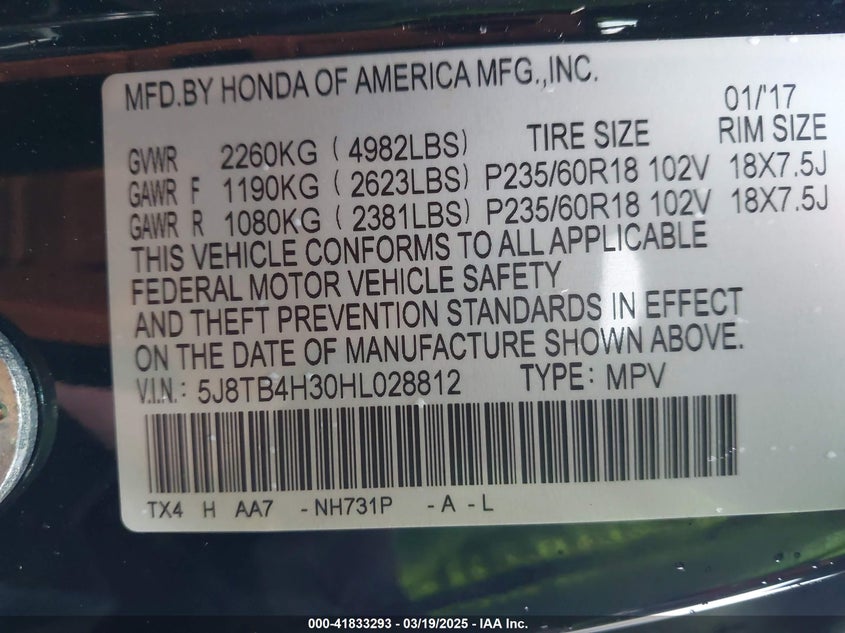 MFD.BY HONDA OF AMERICA MFG.,INC.
01/'17
TIRE SIZE RIM SIZE
GVWR 2260KG ( 4982LBS)
GAWR F 1190KG ( 2623LBS) P235/60R18 102V 18X7.5J
GAWR R 1080KG ( 2381LBS) P235/60R18 102V 18X7.5J
THIS VEHICLE CONFORMS TO ALL APPLICABLE
FEDERAL MOTOR VEHICLE SAFETY
AND THEFT PREVENTION STANDARDS IN EFFECT
ON THE DATE OF MANUFACTURE SHOWN ABOVE.
V.I.N.: 5J8TB4H30HL028812 TYPE: MPV
TX4 H AA7 -NH731P -A -L
000-41833293 - 03/19/2025 - IAA Inc.